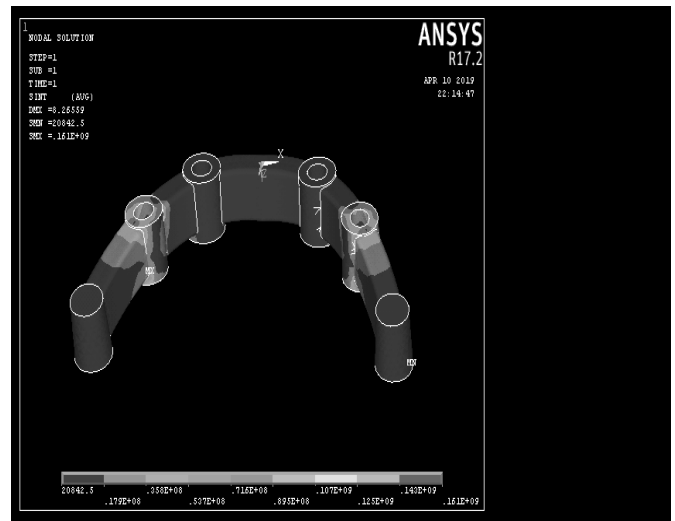 1
NODAL SOLUTION
STEP=1
SUB =1
TIME=1
SINT (AVG)
DMX =8.26559
SMN =20842.5
SMX =.161E+09
ANSYS
R17.2
APR 10 2019
22:14:47
X
Z
MX
MN
20842.5 .358E+08 .716E+08 .107E+09 .143E+09
.179E+08 .537E+08 .895E+08 .125E+09 .161E+09